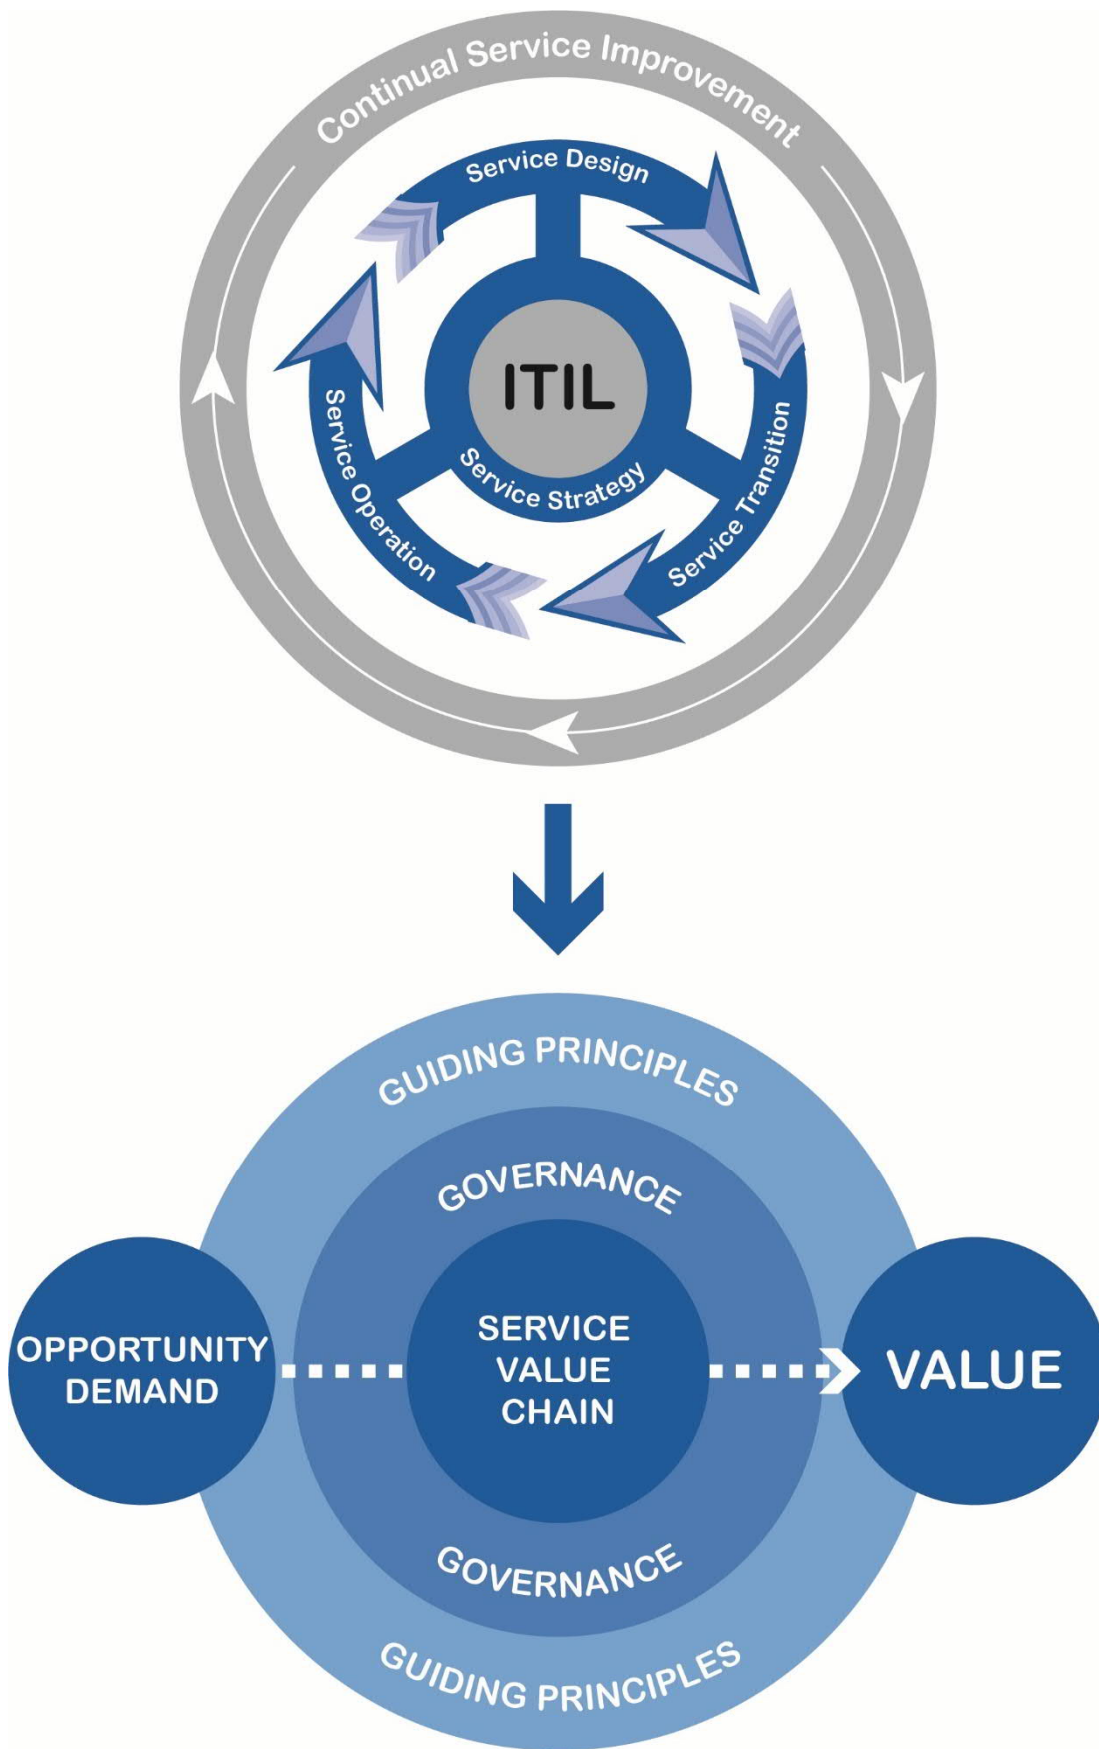 Continual Service Improvement
Service Design
ITIL
Service Strategy
Service Operation
Service Transition
GUIDING PRINCIPLES
GOVERNANCE
OPPORTUNITY
DEMAND
SERVICE
VALUE
CHAIN
VALUE
GOVERNANCE
GUIDING PRINCIPLES